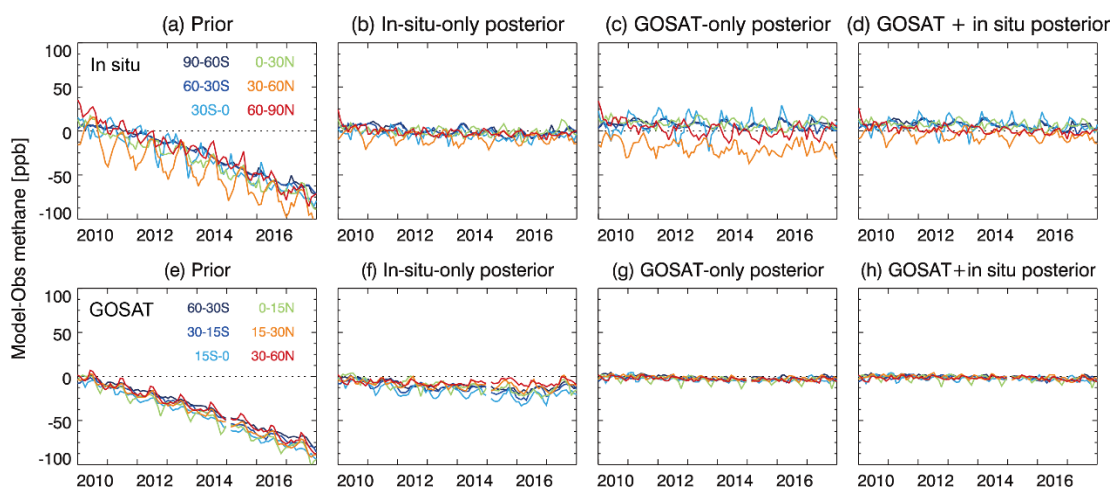 (a) Prior
(b) In-situ-only posterior
(c) GOSAT-only posterior
(d) GOSAT + in situ posterior
Model-Obs methane [ppb]
100
50
0
-50
-100
In situ
90-60S 0-30N
60-30S 30-60N
30S-0 60-90N
2010 2012 2014 2016
2010 2012 2014 2016
2010 2012 2014 2016
2010 2012 2014 2016
(e) Prior
(f) In-situ-only posterior
(g) GOSAT-only posterior
(h) GOSAT+in situ posterior
100
50
0
-50
-100
GOSAT
60-30S 0-15N
30-15S 15-30N
15S-0 30-60N
2010 2012 2014 2016
2010 2012 2014 2016
2010 2012 2014 2016
2010 2012 2014 2016